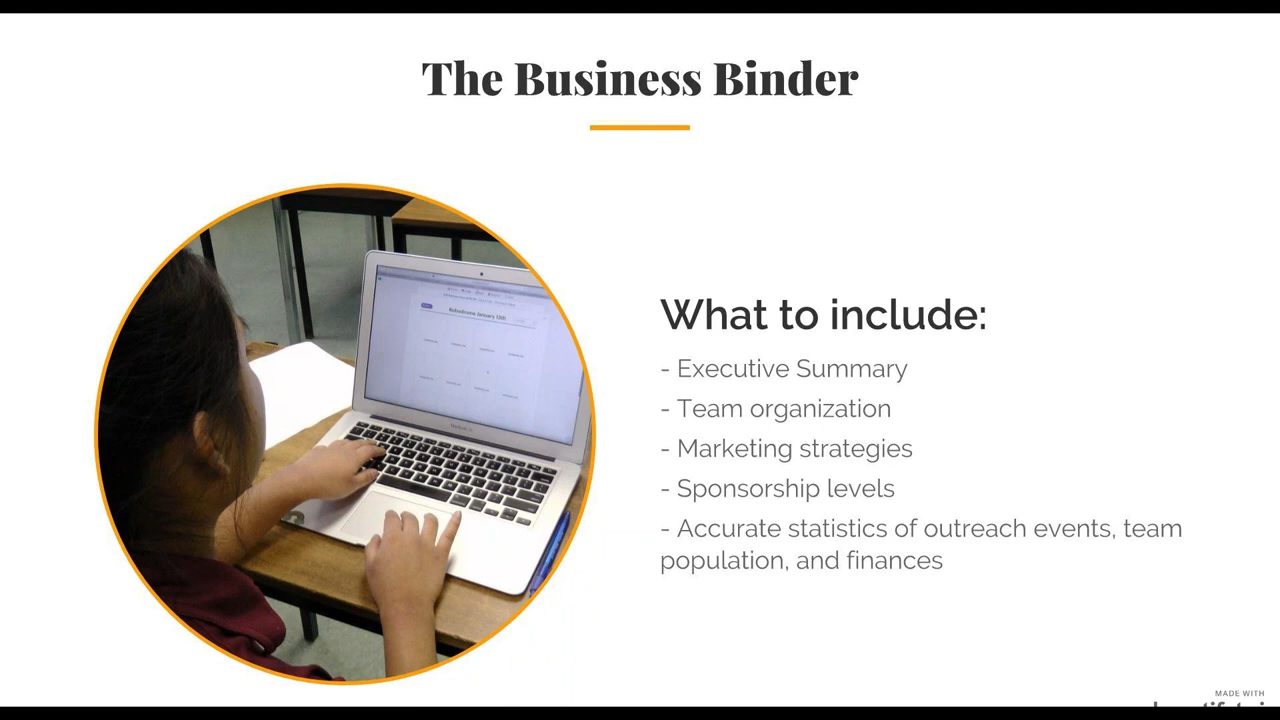 The Business Binder
What to include:
- Executive Summary
- Team organization
- Marketing strategies
- Sponsorship levels
- Accurate statistics of outreach events, team
population, and finances
MADE WITH